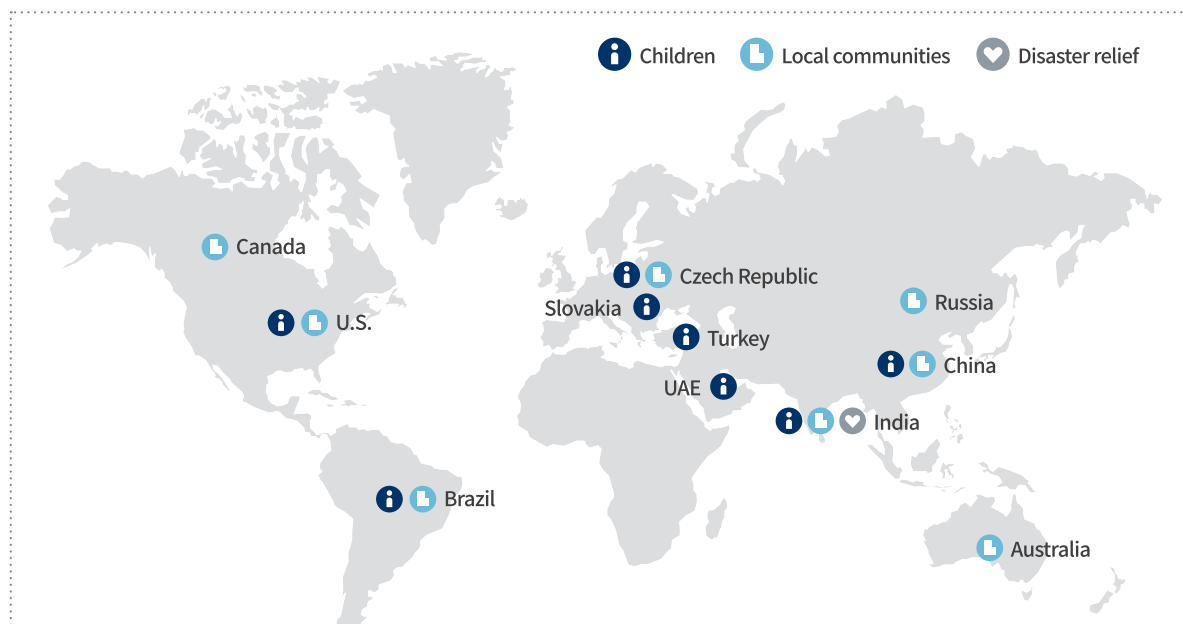 Children
Local communities
Disaster relief
Canada
Czech Republic
Russia
Slovakia
U.S.
Turkey
China
UAE
India
Brazil
Australia